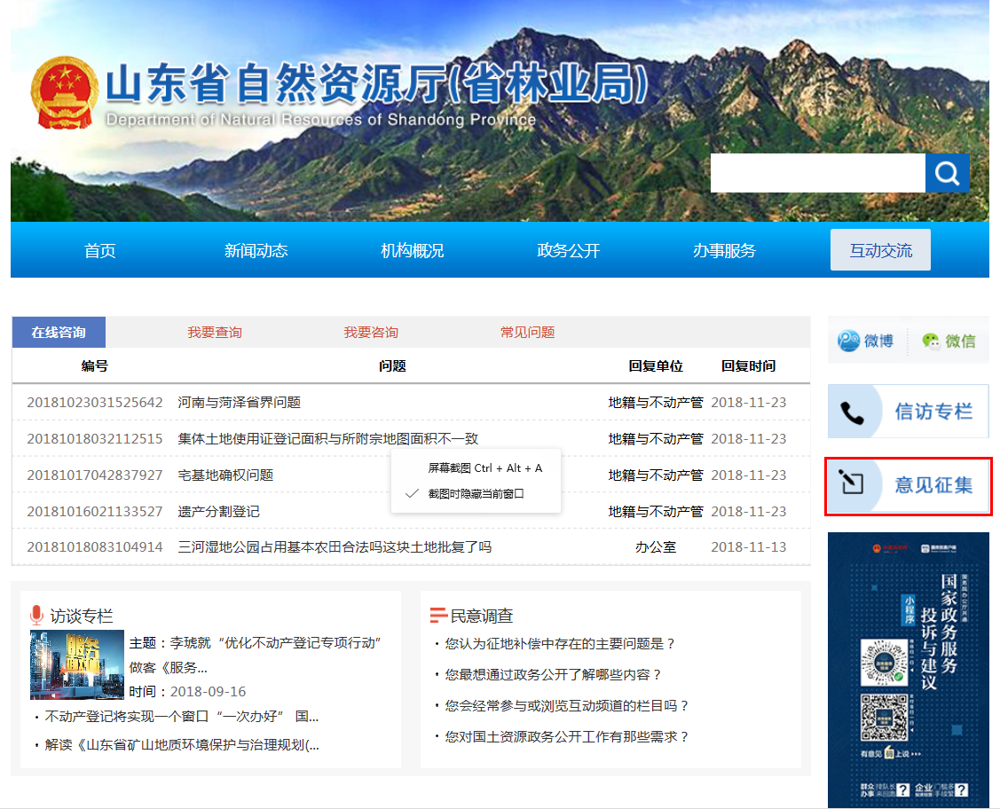 山东省自然资源厅(省林业局)
Department of Natural Resources of Shandong Province
首页 新闻动态 机构概况 政务公开 办事服务 互动交流
在线咨询 我要查询 我要咨询 常见问题
编号 问题 回复单位 回复时间
20181023031525642 河南与菏泽省界问题 地籍与不动产管 2018-11-23
20181018032112515 集体土地使用证登记面积与所附宗地图面积不一致 地籍与不动产管 2018-11-23
20181017042837927 宅基地确权问题 地籍与不动产管 2018-11-23
20181016021133527 遗产分割登记 地籍与不动产管 2018-11-23
20181018083104914 三河湿地公园占用基本农田合法吗这块土地批复了吗 办公室 2018-11-13
屏幕截图 Ctrl + Alt + A
截图时隐藏当前窗口
访谈专栏
服务面对面
主题：李琥就“优化不动产登记专项行动”
做客《服务...
时间：2018-09-16
· 不动产登记将实现一个窗口“一次办好” 国...
· 解读《山东省矿山地质环境保护与治理规划(...
民意调查
· 您认为征地补偿中存在的主要问题是？
· 您最想通过政务公开了解哪些内容？
· 您会经常参与或浏览互动频道的栏目吗？
· 您对国土资源政务公开工作有那些需求？
微博 微信
信访专栏
意见征集
国务院办公厅开通
国家政务服务
投诉与建议
小程序
有意见 上说
群众办事
企业